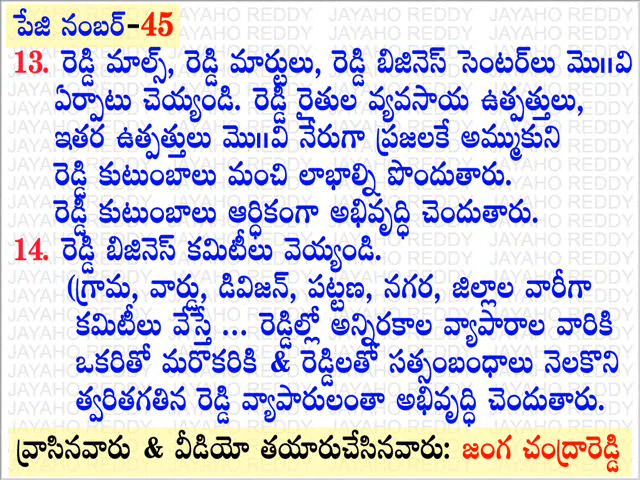 పేజి నంబర్-45
13. రెడ్డి మాల్స్, రెడ్డి మార్టులు, రెడ్డి బిజినెస్ సెంటర్‌లు మొ॥వి
ఏర్పాటు చెయ్యండి. రెడ్డి రైతుల వ్యవసాయ ఉత్పత్తులు,
ఇతర ఉత్పత్తులు మొ॥వి నేరుగా ప్రజలకే అమ్ముకుని
రెడ్డి కుటుంబాలు మంచి లాభాల్ని పొందుతారు.
రెడ్డి కుటుంబాలు ఆర్ధికంగా అభివృద్ధి చెందుతారు.
14. రెడ్డి బిజినెస్ కమిటీలు వెయ్యండి.
(గ్రామ, వార్డు, డివిజన్, పట్టణ, నగర, జిల్లాల వారీగా
కమిటీలు వేస్తే ... రెడ్డిల్లో అన్నిరకాల వ్యాపారాల వారికి
ఒకరితో మరొకరికి & రెడ్డిలతో సత్సంబంధాలు నెలకొని
త్వరితగతిన రెడ్డి వ్యాపారులంతా అభివృద్ధి చెందుతారు.
వ్రాసినవారు & వీడియో తయారుచేసినవారు: జంగ చంద్రారెడ్డి